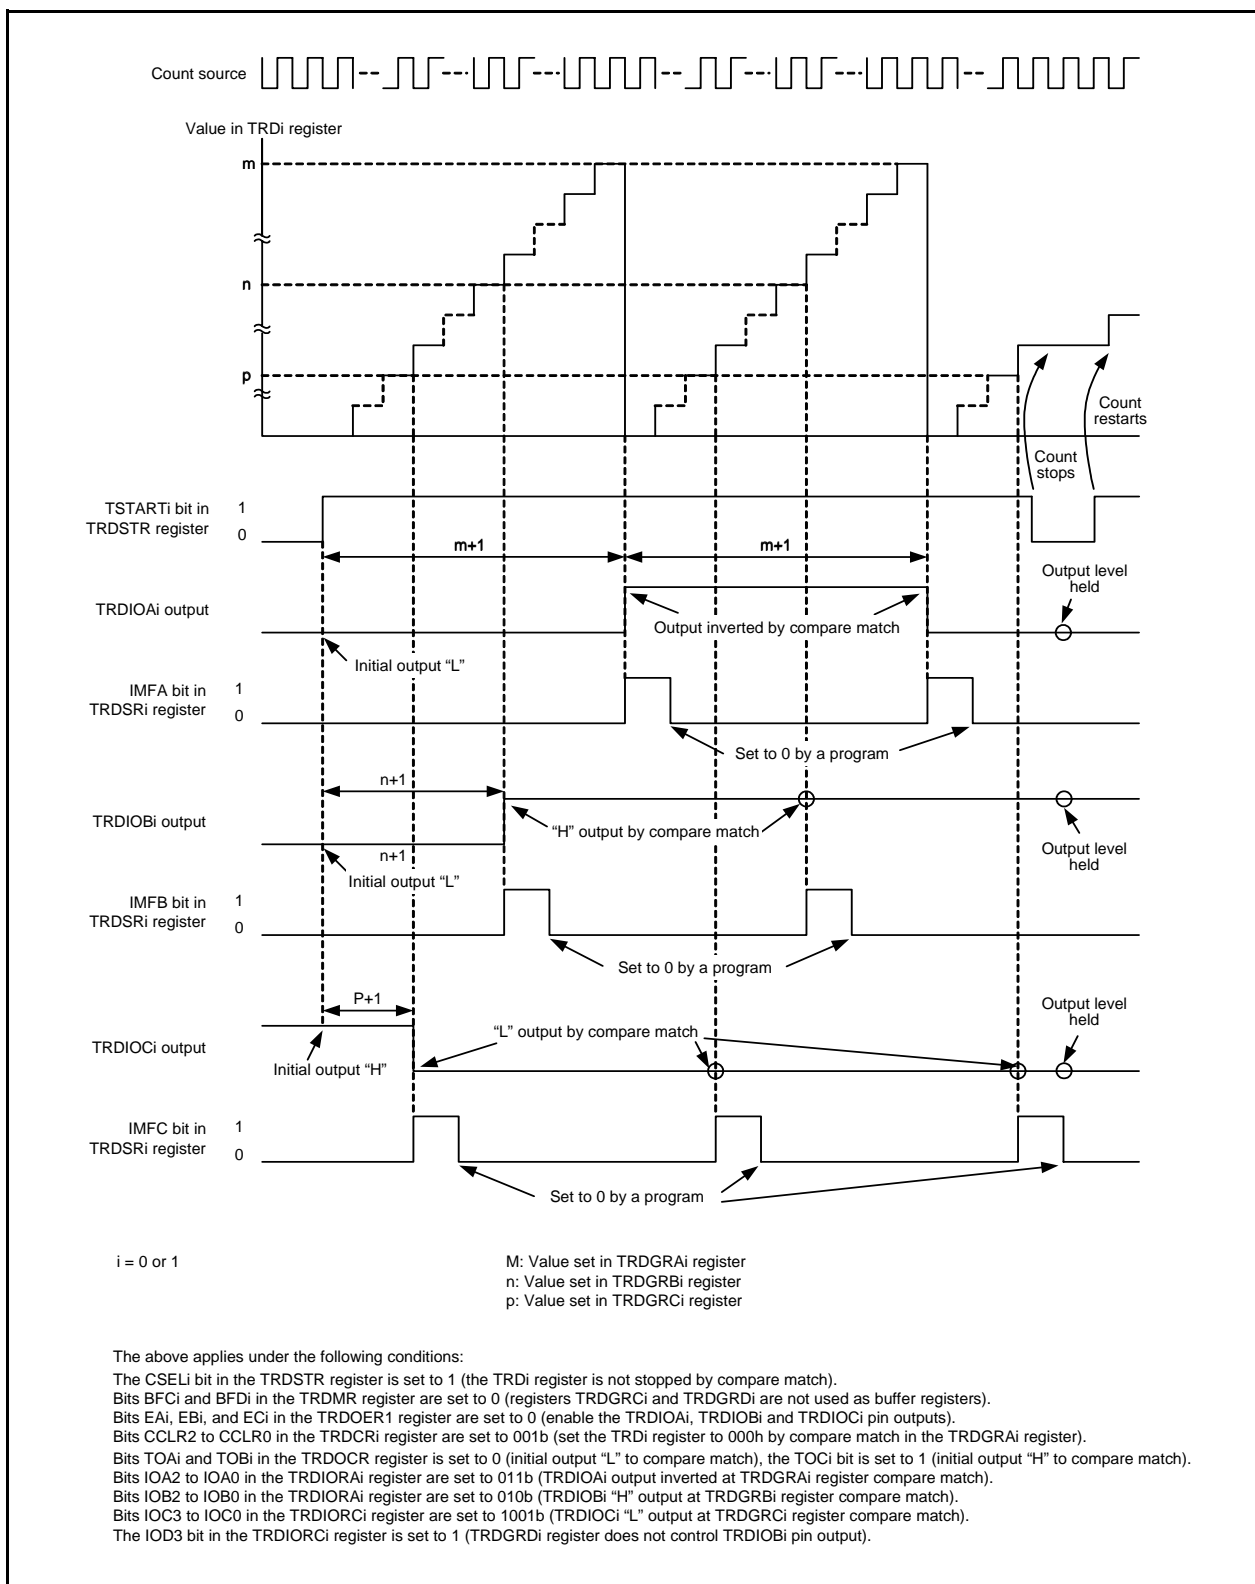 Count source
Value in TRDi register
m
n
p
Count
restarts
Count
stops
TSTARTi bit in
TRDSTR register
1
0
m+1
m+1
Output level
held
TRDIOAi output
Output inverted by compare match
Initial output “L”
IMFA bit in
TRDSRi register
1
0
Set to 0 by a program
n+1
TRDIOBi output
“H” output by compare match
n+1
Output level
held
Initial output “L”
IMFB bit in
TRDSRi register
1
0
Set to 0 by a program
P+1
Output level
held
“L” output by compare match
TRDIOCi output
Initial output “H”
IMFC bit in
TRDSRi register
1
0
Set to 0 by a program
i = 0 or 1
M: Value set in TRDGRAi register
n: Value set in TRDGRBi register
p: Value set in TRDGRCi register
The above applies under the following conditions:
The CSELi bit in the TRDSTR register is set to 1 (the TRDi register is not stopped by compare match).
Bits BFCi and BFDi in the TRDMR register are set to 0 (registers TRDGRCi and TRDGRDi are not used as buffer registers).
Bits EAi, EBi, and ECi in the TRDOER1 register are set to 0 (enable the TRDIOAi, TRDIOBi and TRDIOCi pin outputs).
Bits CCLR2 to CCLR0 in the TRDCRi register are set to 001b (set the TRDi register to 000h by compare match in the TRDGRAi register).
Bits TOAi and TOBi in the TRDOCR register is set to 0 (initial output “L” to compare match), the TOCi bit is set to 1 (initial output “H” to compare match).
Bits IOA2 to IOA0 in the TRDIORAi register are set to 011b (TRDIOAi output inverted at TRDGRAi register compare match).
Bits IOB2 to IOB0 in the TRDIORAi register are set to 010b (TRDIOBi “H” output at TRDGRBi register compare match).
Bits IOC3 to IOC0 in the TRDIORCi register are set to 1001b (TRDIOCi “L” output at TRDGRCi register compare match).
The IOD3 bit in the TRDIORCi register is set to 1 (TRDGRDi register does not control TRDIOBi pin output).